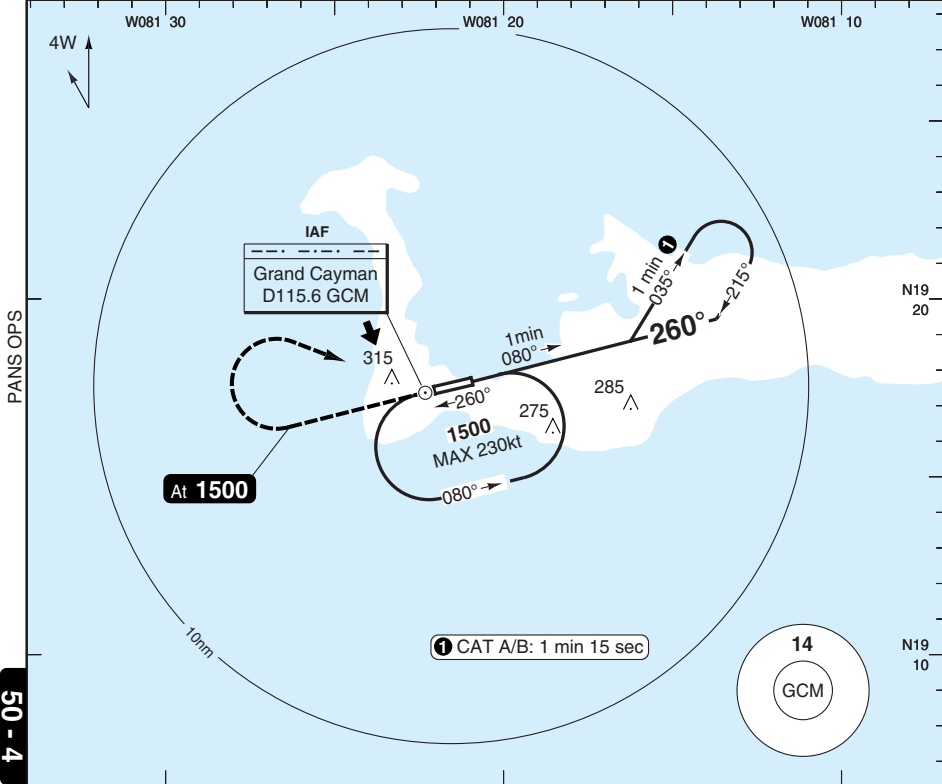 W081 30
W081 20
W081 10
4W
IAF
Grand Cayman
D115.6 GCM
1 min 1
035°
215°
N19
20
260°
1min
080°
PANS OPS
315
285
260°
275
1500
MAX 230kt
080°
At 1500
10nm
1 CAT A/B: 1 min 15 sec
14
GCM
N19
10
50 - 4